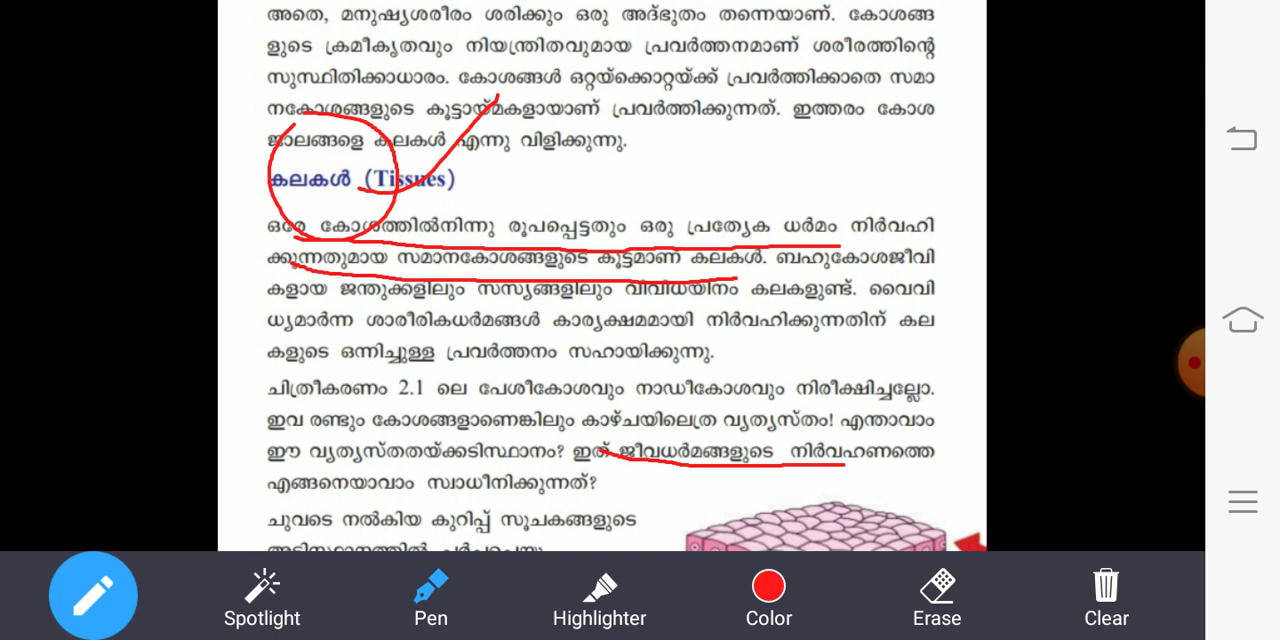 അതെ, മനുഷ്യശരീരം ശരിക്കും ഒരു അദ്ഭുതം തന്നെയാണ്. കോശങ്ങ
ളുടെ ക്രമീകൃതവും നിയന്ത്രിതവുമായ പ്രവർത്തനമാണ് ശരീരത്തിന്റെ
സുസ്ഥിതിക്കാധാരം. കോശങ്ങൾ ഒറ്റയ്ക്കൊറ്റയ്ക്ക് പ്രവർത്തിക്കാതെ സമാ
നകോശങ്ങളുടെ കൂട്ടായ്മകളായാണ് പ്രവർത്തിക്കുന്നത്. ഇത്തരം കോശ
ജാലങ്ങളെ കലകൾ എന്നു വിളിക്കുന്നു.
കലകൾ (Tissues)
ഒരേ കോശത്തിൽനിന്നു രൂപപ്പെട്ടതും ഒരു പ്രത്യേക ധർമം നിർവഹി
ക്കുന്നതുമായ സമാനകോശങ്ങളുടെ കൂട്ടമാണ് കലകൾ. ബഹുകോശജീവി
കളായ ജന്തുക്കളിലും സസ്യങ്ങളിലും വിവിധയിനം കലകളുണ്ട്. വൈവി
ധ്യമാർന്ന ശാരീരികധർമങ്ങൾ കാര്യക്ഷമമായി നിർവഹിക്കുന്നതിന് കല
കളുടെ ഒന്നിച്ചുള്ള പ്രവർത്തനം സഹായിക്കുന്നു.
ചിത്രീകരണം 2.1 ലെ പേശീകോശവും നാഡീകോശവും നിരീക്ഷിച്ചല്ലോ.
ഇവ രണ്ടും കോശങ്ങളാണെങ്കിലും കാഴ്ചയിലെത്ര വ്യത്യസ്തം! എന്താവാം
ഈ വ്യത്യസ്തതയ്ക്കടിസ്ഥാനം? ഇത് ജീവധർമങ്ങളുടെ നിർവഹണത്തെ
എങ്ങനെയാവാം സ്വാധീനിക്കുന്നത്?
ചുവടെ നൽകിയ കുറിപ്പ് സൂചകങ്ങളുടെ
Spotlight Pen Highlighter Color Erase Clear